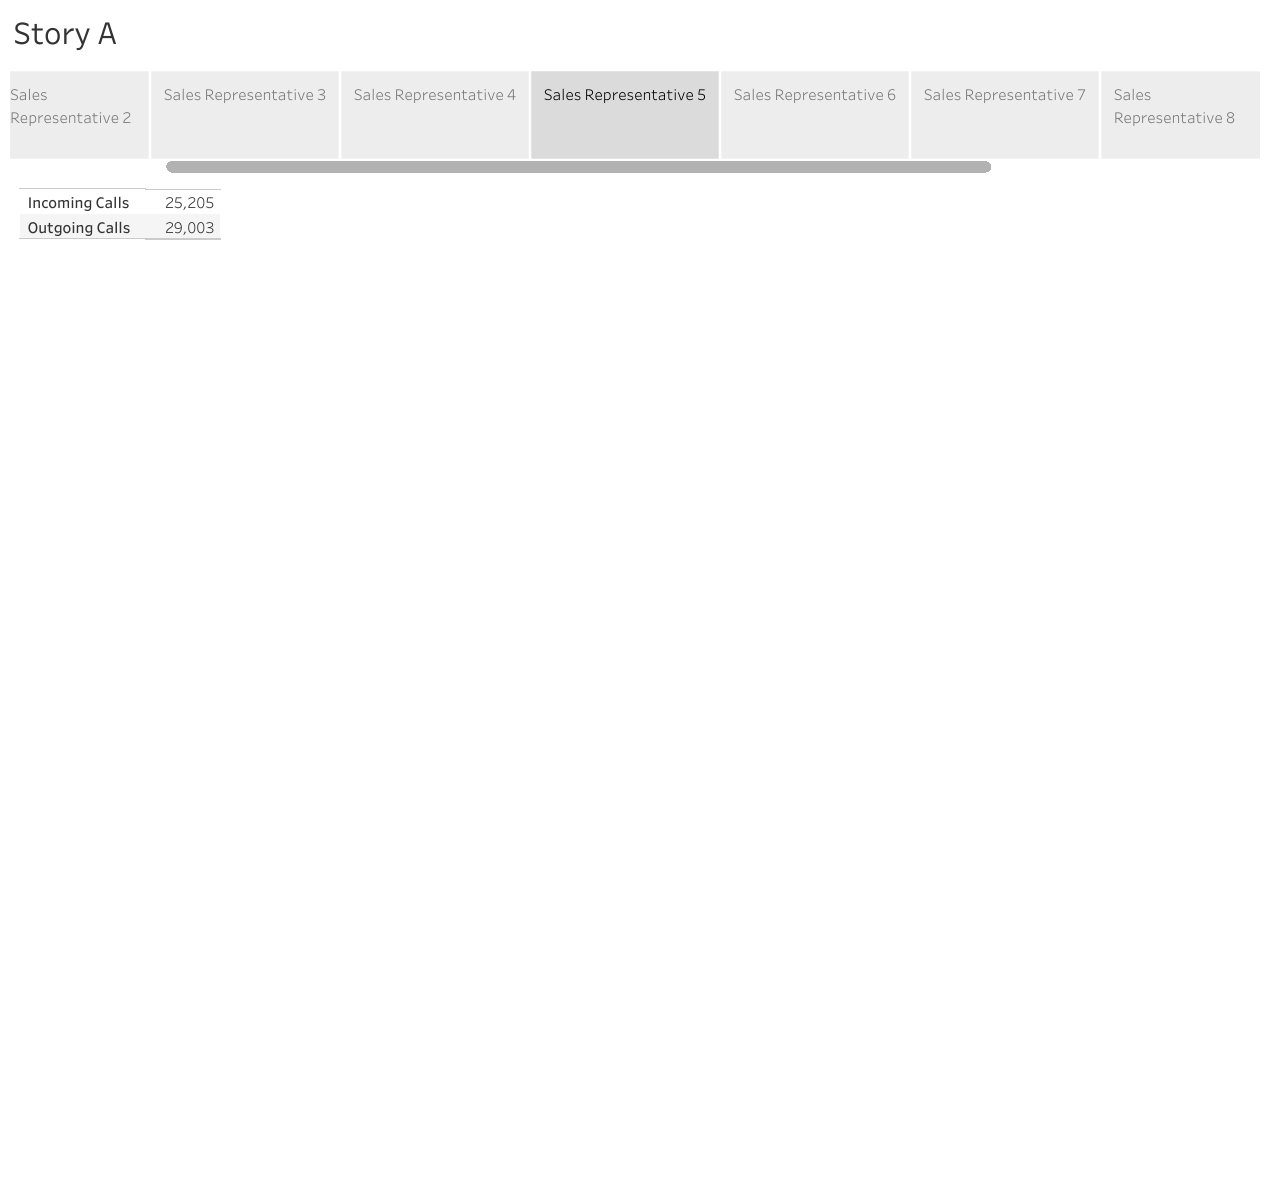 Story A
Sales
Representative 2
Sales Representative 3
Sales Representative 4
Sales Representative 5
Sales Representative 6
Sales Representative 7
Sales
Representative 8
Incoming Calls 25,205
Outgoing Calls 29,003